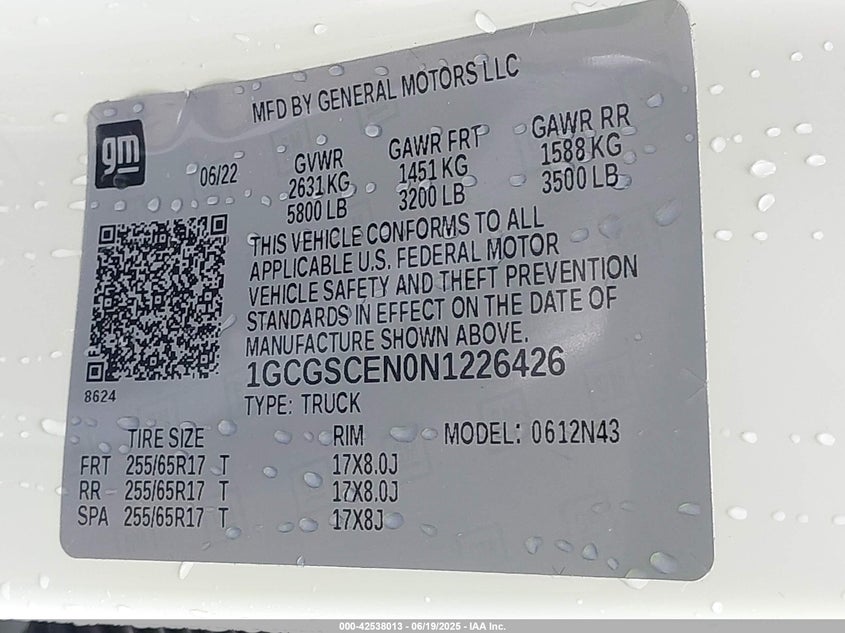 MFD BY GENERAL MOTORS LLC
gm
06/22
GVWR GAWR FRT GAWR RR
2631 KG 1451 KG 1588 KG
5800 LB 3200 LB 3500 LB
THIS VEHICLE CONFORMS TO ALL
APPLICABLE U.S. FEDERAL MOTOR
VEHICLE SAFETY AND THEFT PREVENTION
STANDARDS IN EFFECT ON THE DATE OF
MANUFACTURE SHOWN ABOVE.
1GCGSCEN0N1226426
8624
TYPE: TRUCK
TIRE SIZE RIM MODEL: 0612N43
FRT 255/65R17 T 17X8.0J
RR 255/65R17 T 17X8.0J
SPA 255/65R17 T 17X8J
000-42538013 - 06/19/2025 - IAA Inc.